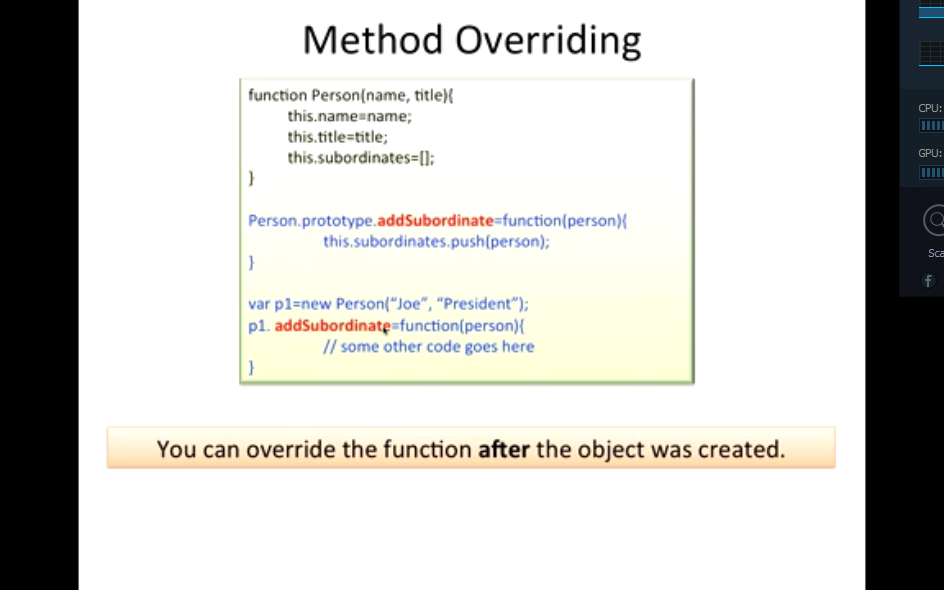 Method Overriding
function Person(name, title){
this.name=name;
this.title=title;
this.subordinates=[];
}
Person.prototype.addSubordinate=function(person){
this.subordinates.push(person);
}
var p1=new Person(“Joe”, “President”);
p1. addSubordinate=function(person){
// some other code goes here
}
You can override the function after the object was created.
CPU:
GPU:
Sca
f